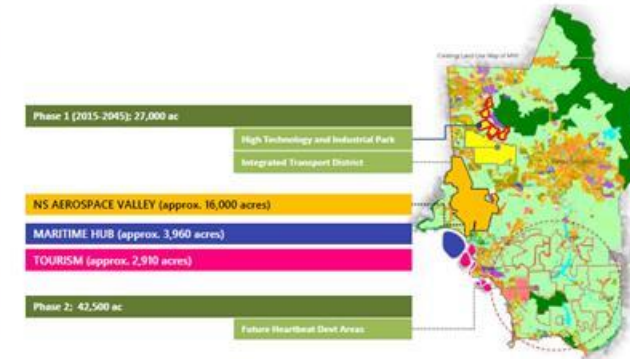 Existing Land Use Map of MVV
Phase 1 (2015-2045); 27,000 ac
High Technology and Industrial Park
Integrated Transport District
NS AEROSPACE VALLEY (approx. 16,000 acres)
MARITIME HUB (approx. 3,960 acres)
TOURISM (approx. 2,910 acres)
Phase 2; 42,500 ac
Future Heartbeat Devt Areas